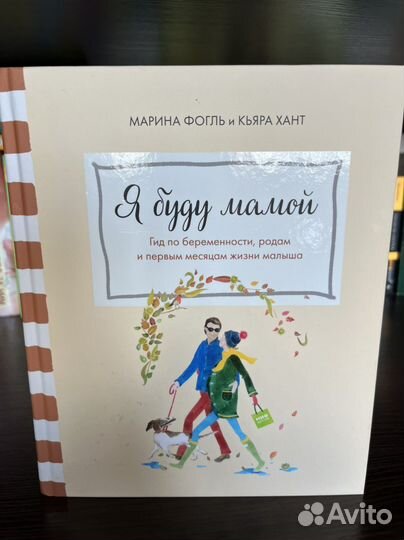 МАРИНА ФОГЛЬ и КЬЯРА ХАНТ
Я буду мамой
Гид по беременности, родам
и первым месяцам жизни малыша
Avito